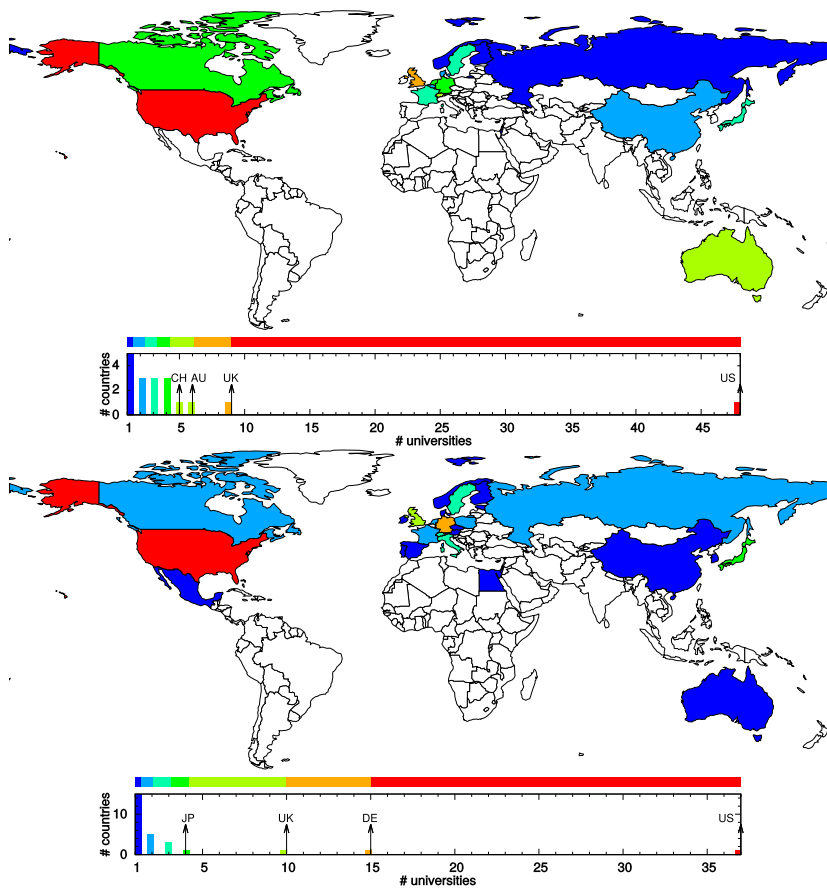 # countries
4
2
0
CH AU UK US
1 5 10 15 20 25 30 35 40 45
# universities
# countries
10
0
JP UK DE US
1 5 10 15 20 25 30 35
# universities